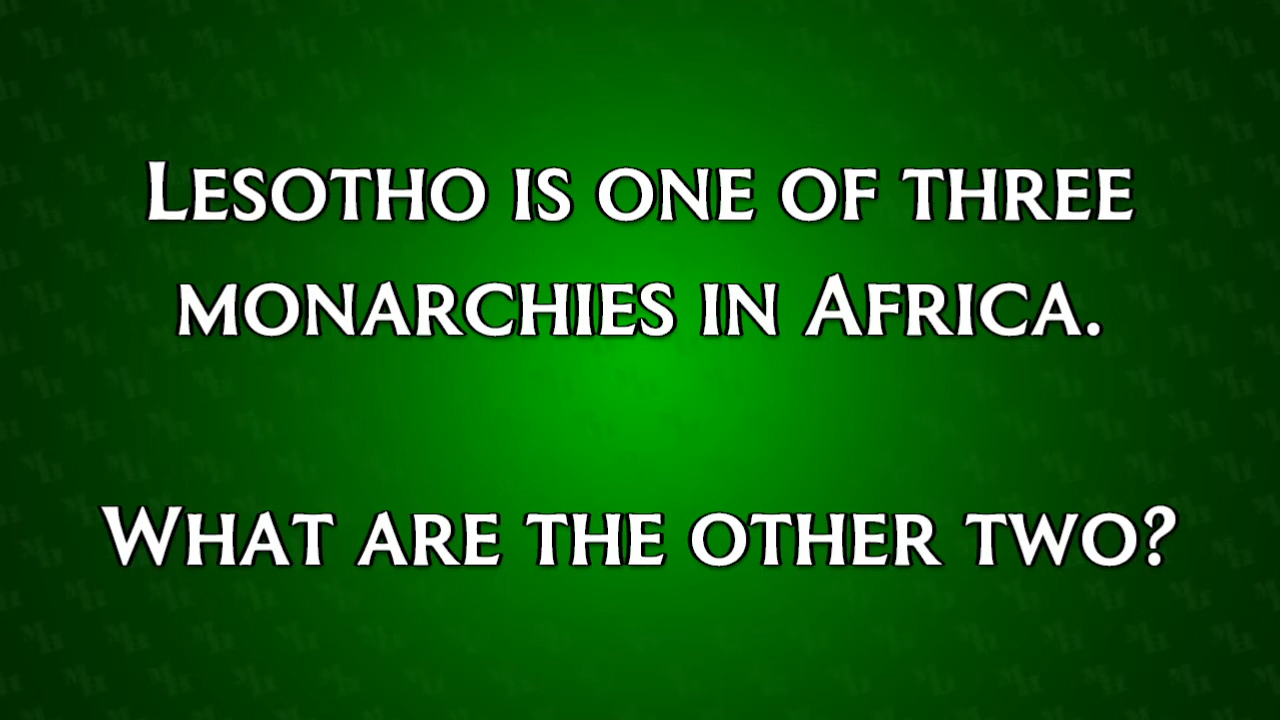 Lesotho is one of three
monarchies in Africa.
What are the other two?